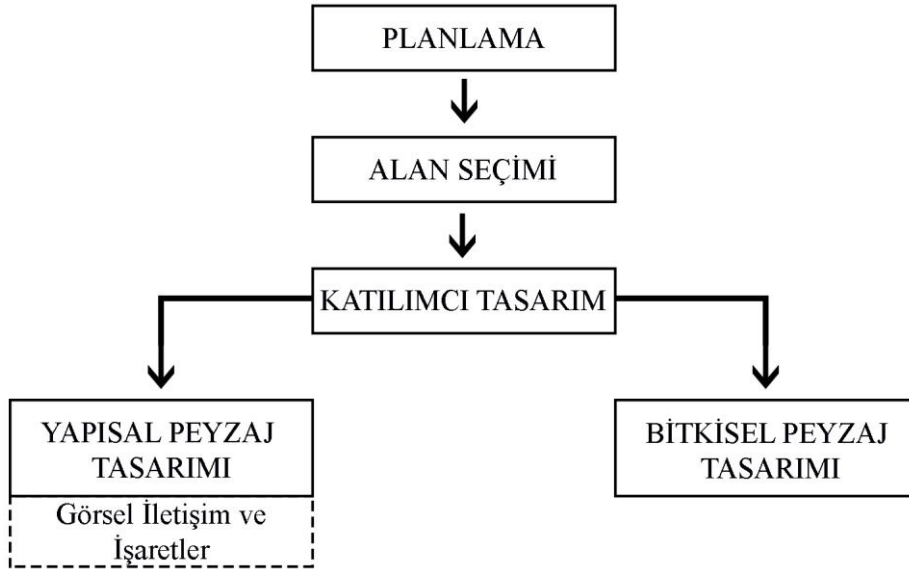 PLANLAMA
ALAN SEÇİMİ
KATILIMCI TASARIM
YAPISAL PEYZAJ
TASARIMI
Görsel İletişim ve
İşaretler
BİTKİSEL PEYZAJ
TASARIMI